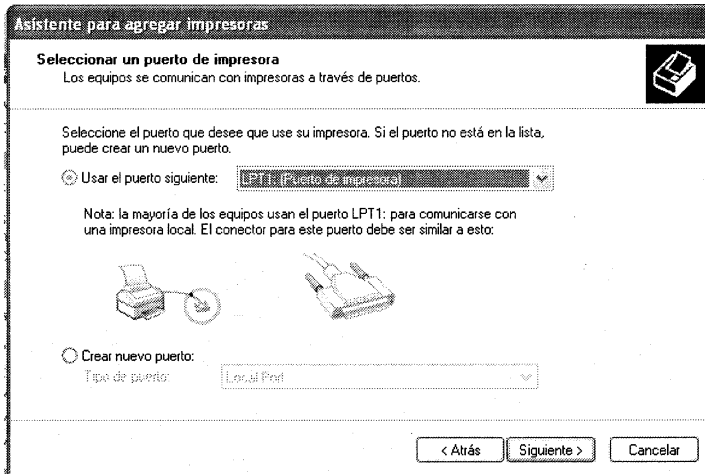 Asistente para agregar impresoras
Seleccionar un puerto de impresora
Los equipos se comunican con impresoras a través de puertos.
Seleccione el puerto que desee que use su impresora. Si el puerto no está en la lista,
puede crear un nuevo puerto.
Usar el puerto siguiente: LPT1: (Puerto de impresora)
Nota: la mayoría de los equipos usan el puerto LPT1: para comunicarse con
una impresora local. El conector para este puerto debe ser similar a esto:
Crear nuevo puerto:
Tipo de puerto: Local Port
< Atrás Siguiente > Cancelar